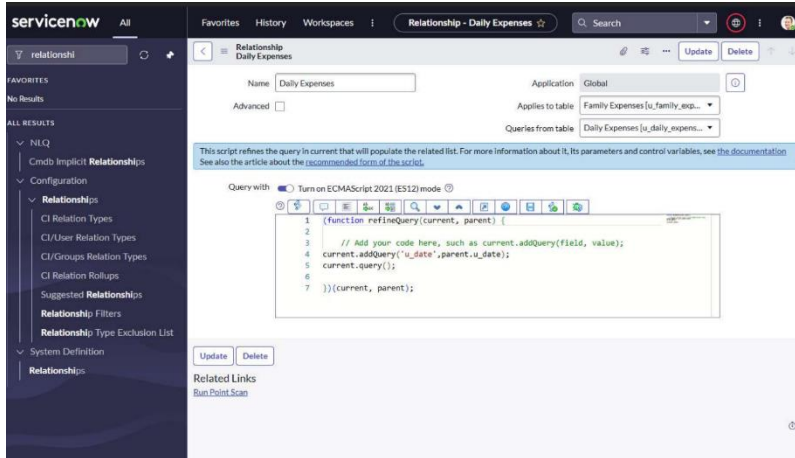 servicenow All Favorites History Workspaces Relationship - Daily Expenses Search
relationshi
FAVORITES
No Results
ALL RESULTS
NLQ
Cmdb Implicit Relationships
Configuration
Relationships
CI Relation Types
CI/User Relation Types
CI/Groups Relation Types
CI Relation Rollups
Suggested Relationships
Relationship Filters
Relationship Type Exclusion List
System Definition
Relationships
Relationship
Daily Expenses
Update Delete
Name Daily Expenses
Application Global
Advanced
Applies to table Family Expenses [u_family_exp...
Queries from table Daily Expenses [u_daily_expens...
This script refines the query in current that will populate the related list. For more information about it, its parameters and control variables, see the documentation
See also the article about the recommended form of the script.
Query with Turn on ECMAScript 2021 (ES12) mode
1 (function refineQuery(current, parent) {
2
3 // Add your code here, such as current.addQuery(field, value);
4 current.addQuery('u_date',parent.u_date);
5 current.query();
6
7 })(current, parent);
Update Delete
Related Links
Run Point Scan